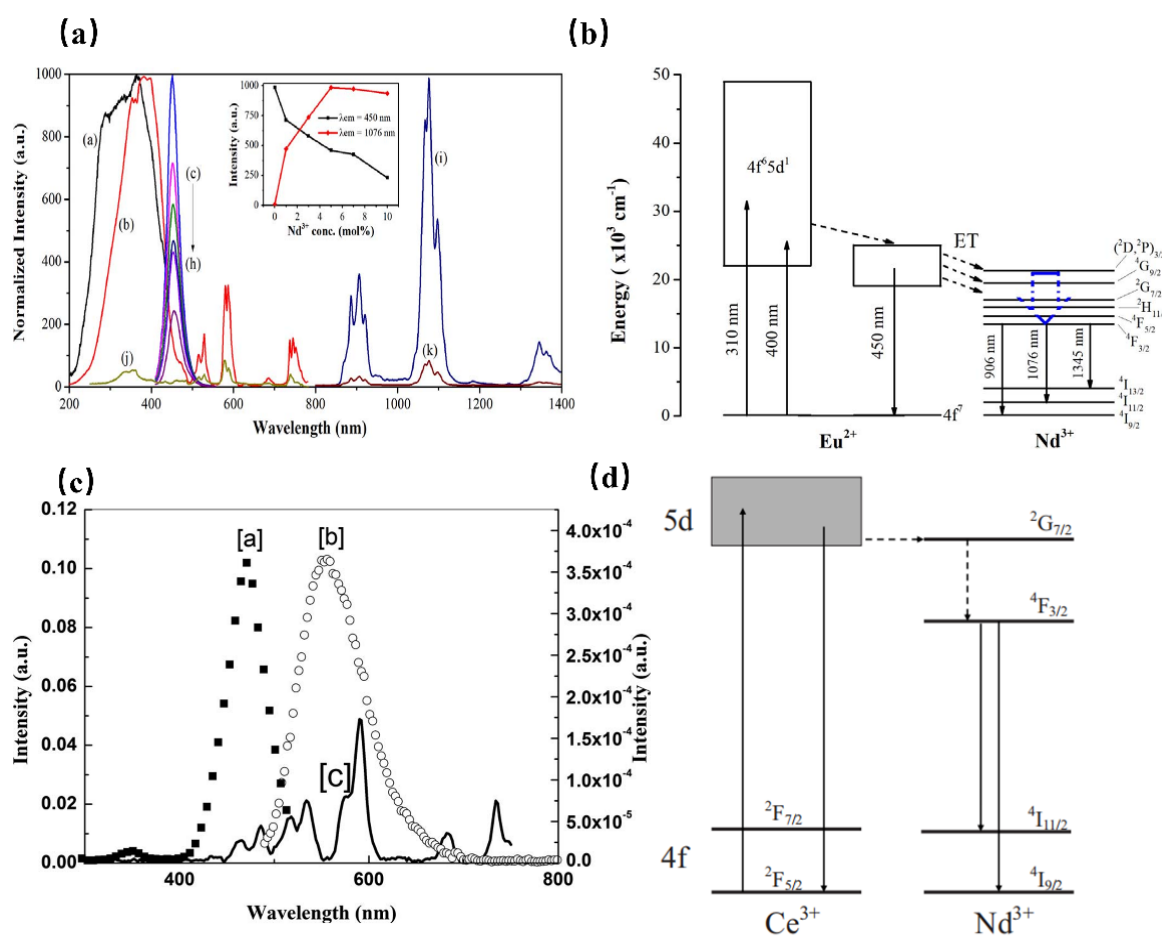 (a)
1000
900
800
700
600
500
400
300
200
100
0
Normalized Intensity (a.u.)
200
400
600
800
1000
1200
1400
Wavelength (nm)
(a)
(b)
(c)
(h)
(i)
(j)
(k)
1000
750
500
250
0
Intensity (a.u.)
λem = 450 nm
λem = 1076 nm
0
2
4
6
8
10
Nd³⁺ conc. (mol%)
(b)
50
40
30
20
10
0
Energy ( x10³ cm⁻¹)
4f⁶5d¹
310 nm
400 nm
450 nm
ET
4f⁷
Eu²⁺
(²D,²P)₃/₂
⁴G₉/₂
²G₇/₂
⁴F₅/₂
⁴F₃/₂
906 nm
1076 nm
1345 nm
⁴I₁₃/₂
⁴I₁₁/₂
⁴I₉/₂
Nd³⁺
(c)
0.12
0.10
0.08
0.06
0.04
0.02
0.00
Intensity (a.u.)
[a]
[b]
[C]
4.0x10⁻⁴
3.5x10⁻⁴
3.0x10⁻⁴
2.5x10⁻⁴
2.0x10⁻⁴
1.5x10⁻⁴
1.0x10⁻⁴
5.0x10⁻⁵
0.0
Intensity (a.u.)
400
600
800
Wavelength (nm)
(d)
5d
4f
²F₇/₂
²F₅/₂
Ce³⁺
²G₇/₂
⁴F₃/₂
⁴I₁₁/₂
⁴I₉/₂
Nd³⁺